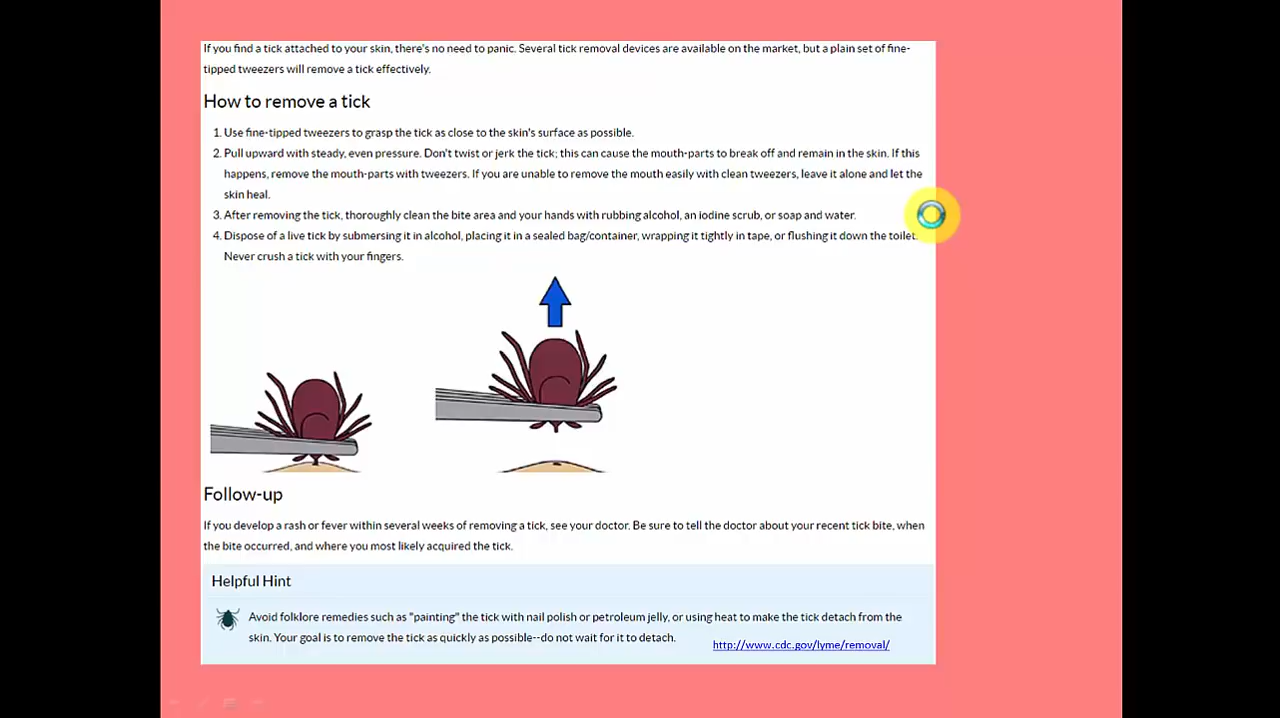 If you find a tick attached to your skin, there's no need to panic. Several tick removal devices are available on the market, but a plain set of fine-
tipped tweezers will remove a tick effectively.
How to remove a tick
1. Use fine-tipped tweezers to grasp the tick as close to the skin's surface as possible.
2. Pull upward with steady, even pressure. Don't twist or jerk the tick; this can cause the mouth-parts to break off and remain in the skin. If this
happens, remove the mouth-parts with tweezers. If you are unable to remove the mouth easily with clean tweezers, leave it alone and let the
skin heal.
3. After removing the tick, thoroughly clean the bite area and your hands with rubbing alcohol, an iodine scrub, or soap and water.
4. Dispose of a live tick by submersing it in alcohol, placing it in a sealed bag/container, wrapping it tightly in tape, or flushing it down the toilet.
Never crush a tick with your fingers.
Follow-up
If you develop a rash or fever within several weeks of removing a tick, see your doctor. Be sure to tell the doctor about your recent tick bite, when
the bite occurred, and where you most likely acquired the tick.
Helpful Hint
Avoid folklore remedies such as "painting" the tick with nail polish or petroleum jelly, or using heat to make the tick detach from the
skin. Your goal is to remove the tick as quickly as possible--do not wait for it to detach.
http://www.cdc.gov/lyme/removal/